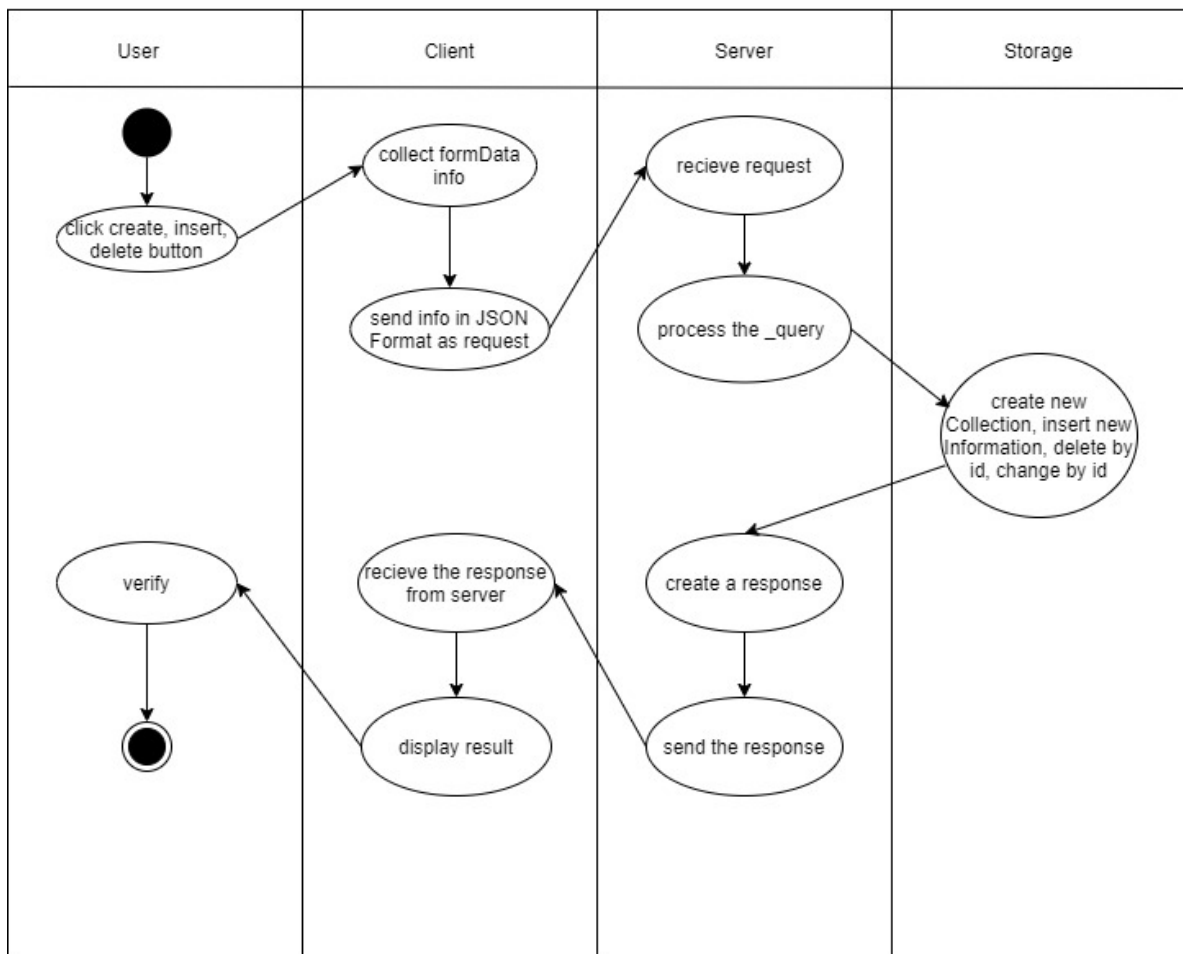 User
Client
Server
Storage
click create, insert,
delete button
collect formData
info
send info in JSON
Format as request
recieve request
process the _query
create new
Collection, insert new
Information, delete by
id, change by id
create a response
send the response
recieve the response
from server
display result
verify